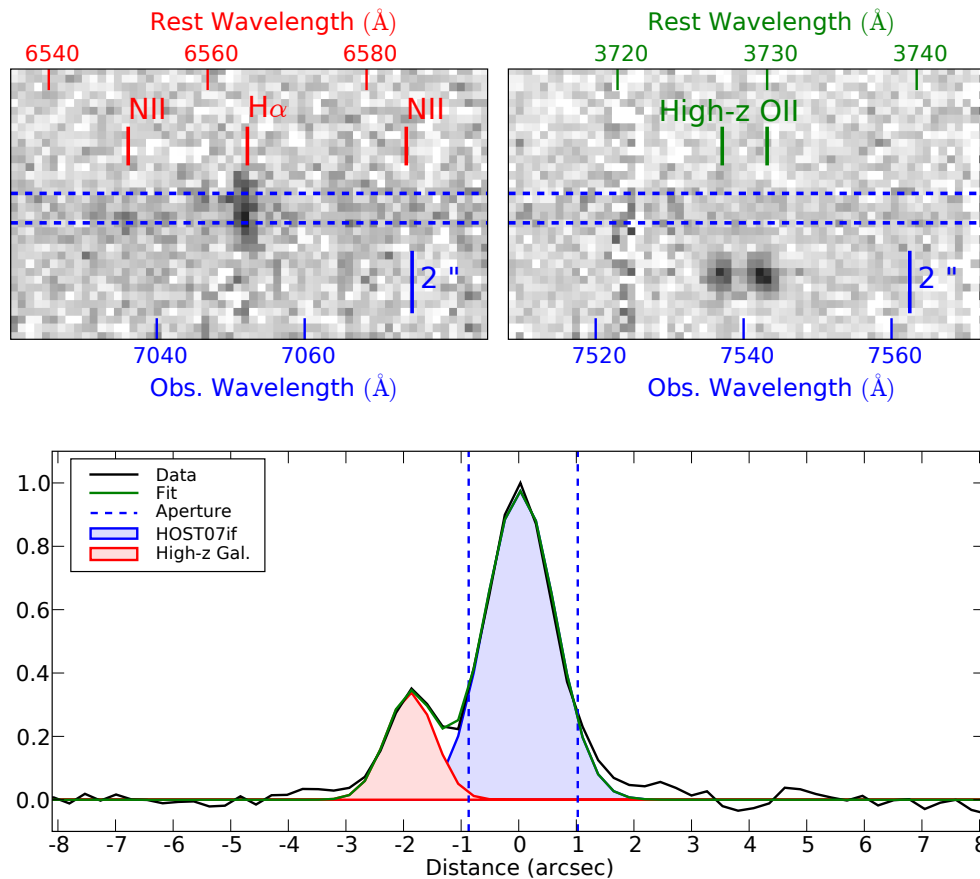 Rest Wavelength (Å)
6540 6560 6580
NII Hα NII
2 "
7040 7060
Obs. Wavelength (Å)
Rest Wavelength (Å)
3720 3730 3740
High-z OII
2 "
7520 7540 7560
Obs. Wavelength (Å)
Data
Fit
Aperture
HOST07if
High-z Gal.
1.0
0.8
0.6
0.4
0.2
0.0
-8 -7 -6 -5 -4 -3 -2 -1 0 1 2 3 4 5 6 7 8
Distance (arcsec)